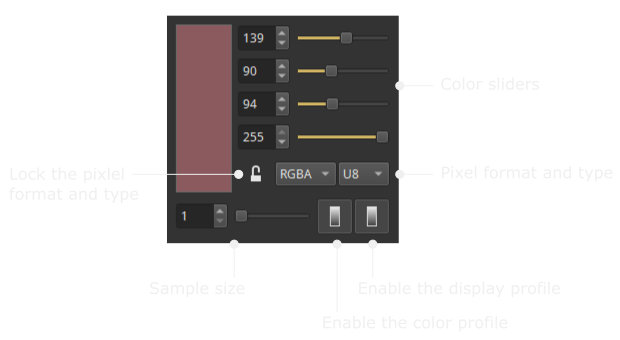 139
90
Color sliders
94
255
Lock the pixlel
format and type
RGBA
U8
Pixel format and type
1
Sample size
Enable the display profile
Enable the color profile